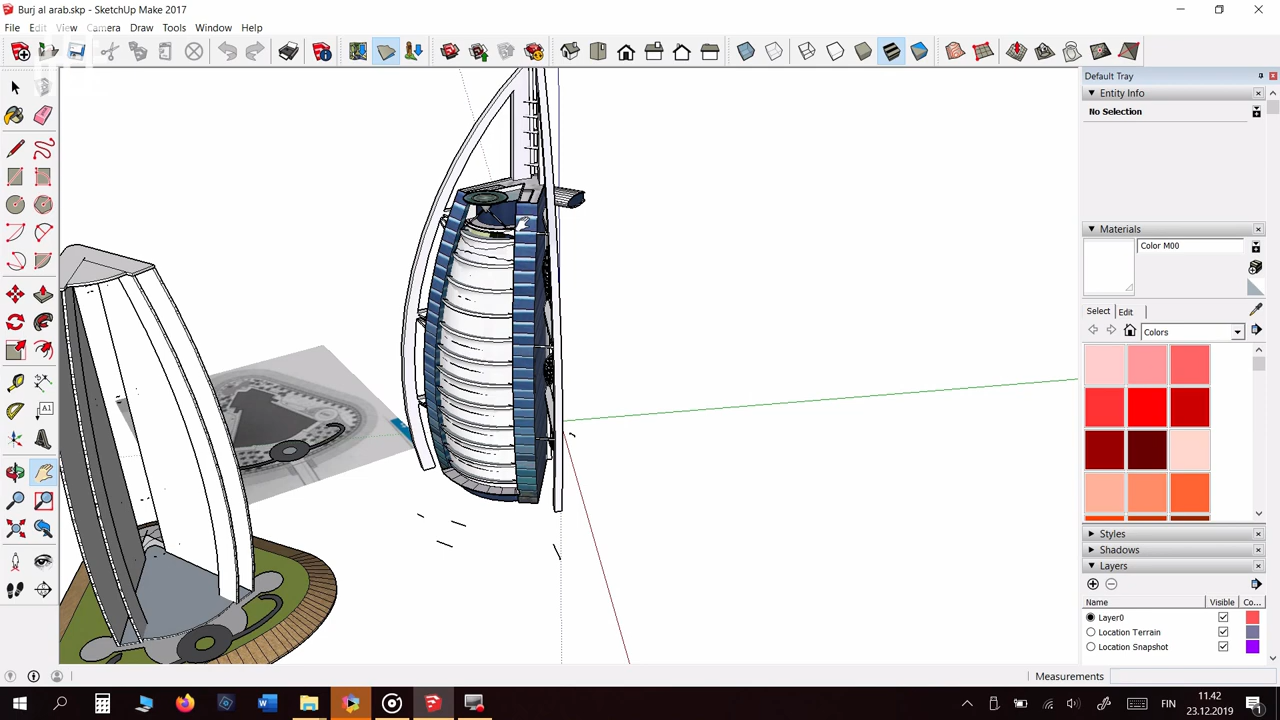 Burj al arab.skp - SketchUp Make 2017
File Edit View Camera Draw Tools Window Help
Default Tray
Entity Info
No Selection
Materials
Color M00
Select Edit
Colors
Styles
Shadows
Layers
Name Visible Co...
Layer0
Location Terrain
Location Snapshot
Measurements
FIN
11.42
23.12.2019